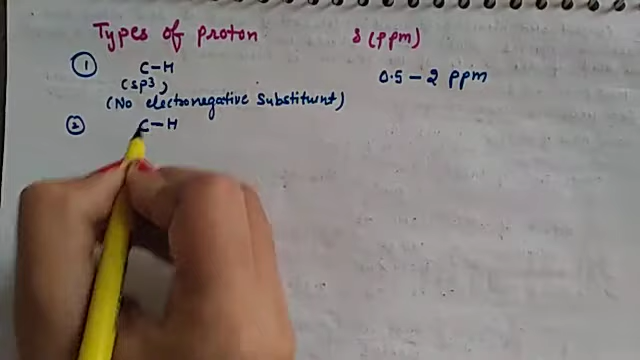 Types of proton δ (ppm)
① C-H 0.5 - 2 ppm
(sp3)
(No electronegative substituent)
② C-H